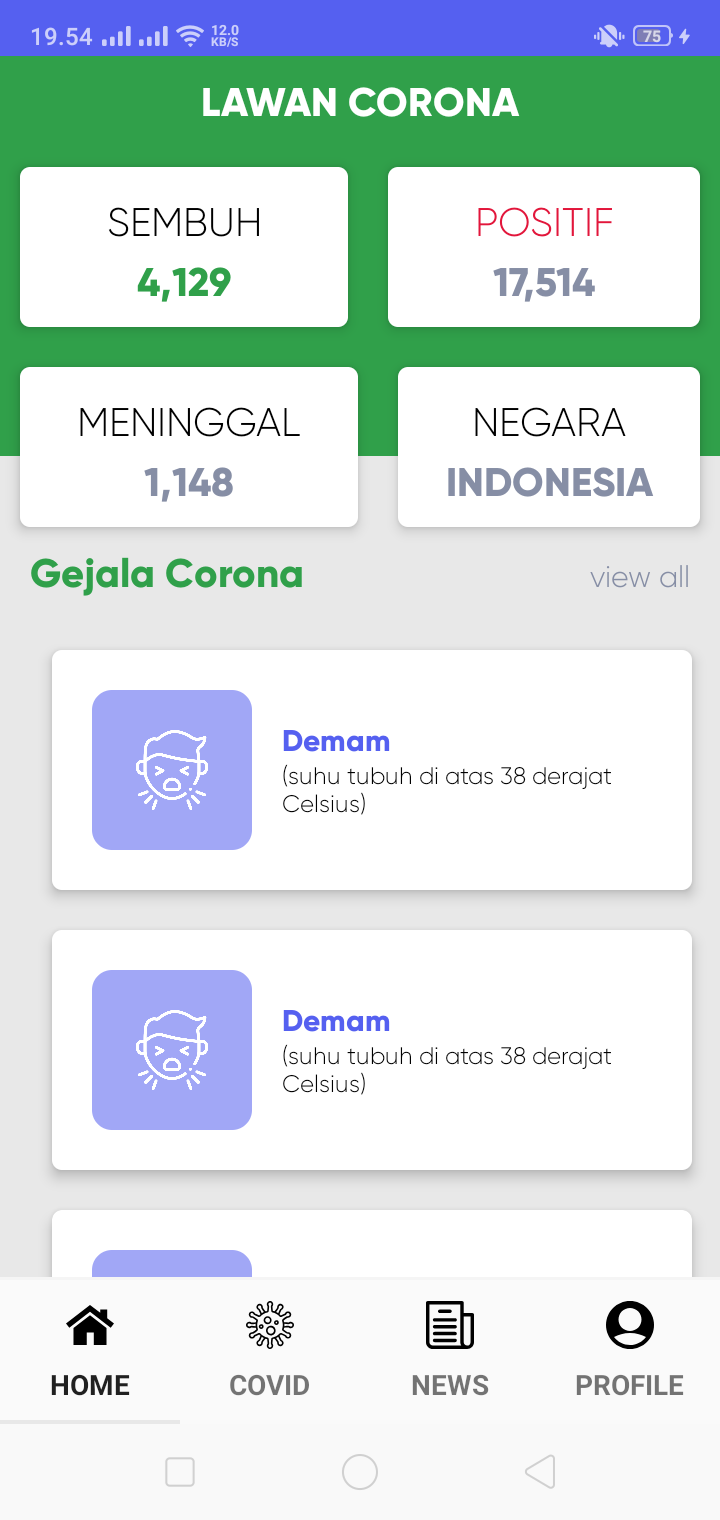 19.54
12.0
KB/S
75
LAWAN CORONA
SEMBUH
4,129
POSITIF
17,514
MENINGGAL
1,148
NEGARA
INDONESIA
Gejala Corona
view all
Demam
(suhu tubuh di atas 38 derajat
Celsius)
Demam
(suhu tubuh di atas 38 derajat
Celsius)
HOME
COVID
NEWS
PROFILE